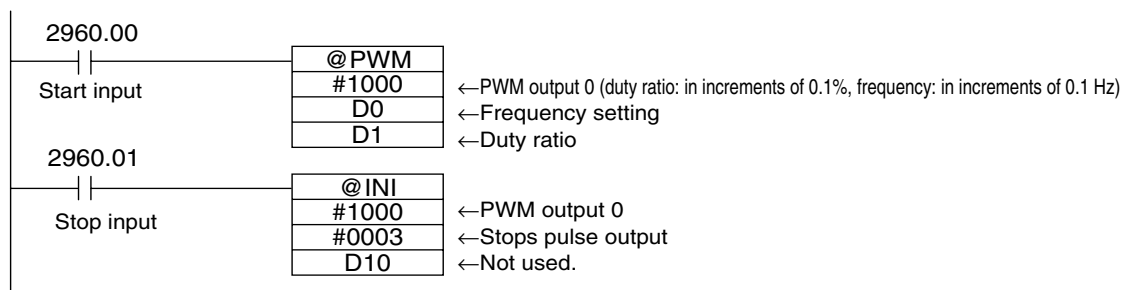 2960.00
@PWM
Start input
#1000 ←PWM output 0 (duty ratio: in increments of 0.1%, frequency: in increments of 0.1 Hz)
D0 ←Frequency setting
D1 ←Duty ratio
2960.01
@INI
Stop input
#1000 ←PWM output 0
#0003 ←Stops pulse output
D10 ←Not used.